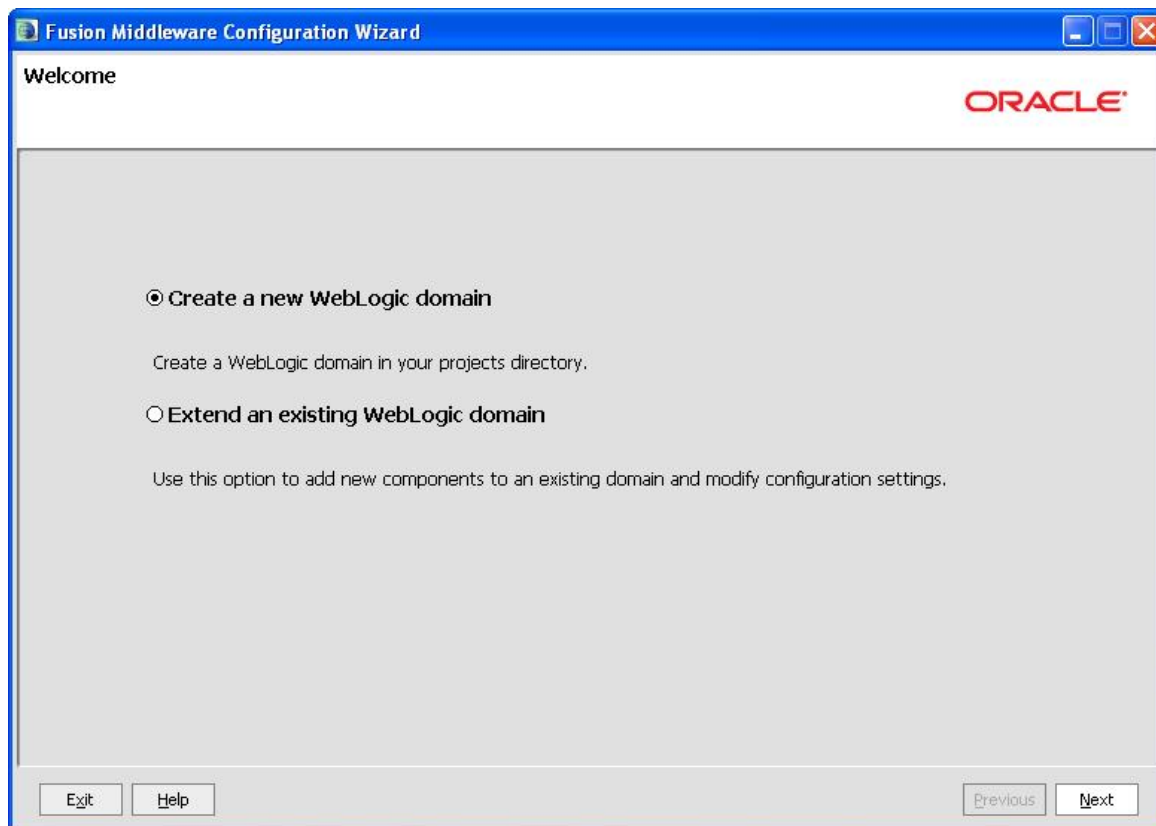 Fusion Middleware Configuration Wizard
Welcome
ORACLE
Create a new WebLogic domain
Create a WebLogic domain in your projects directory.
Extend an existing WebLogic domain
Use this option to add new components to an existing domain and modify configuration settings.
Exit Help Previous Next